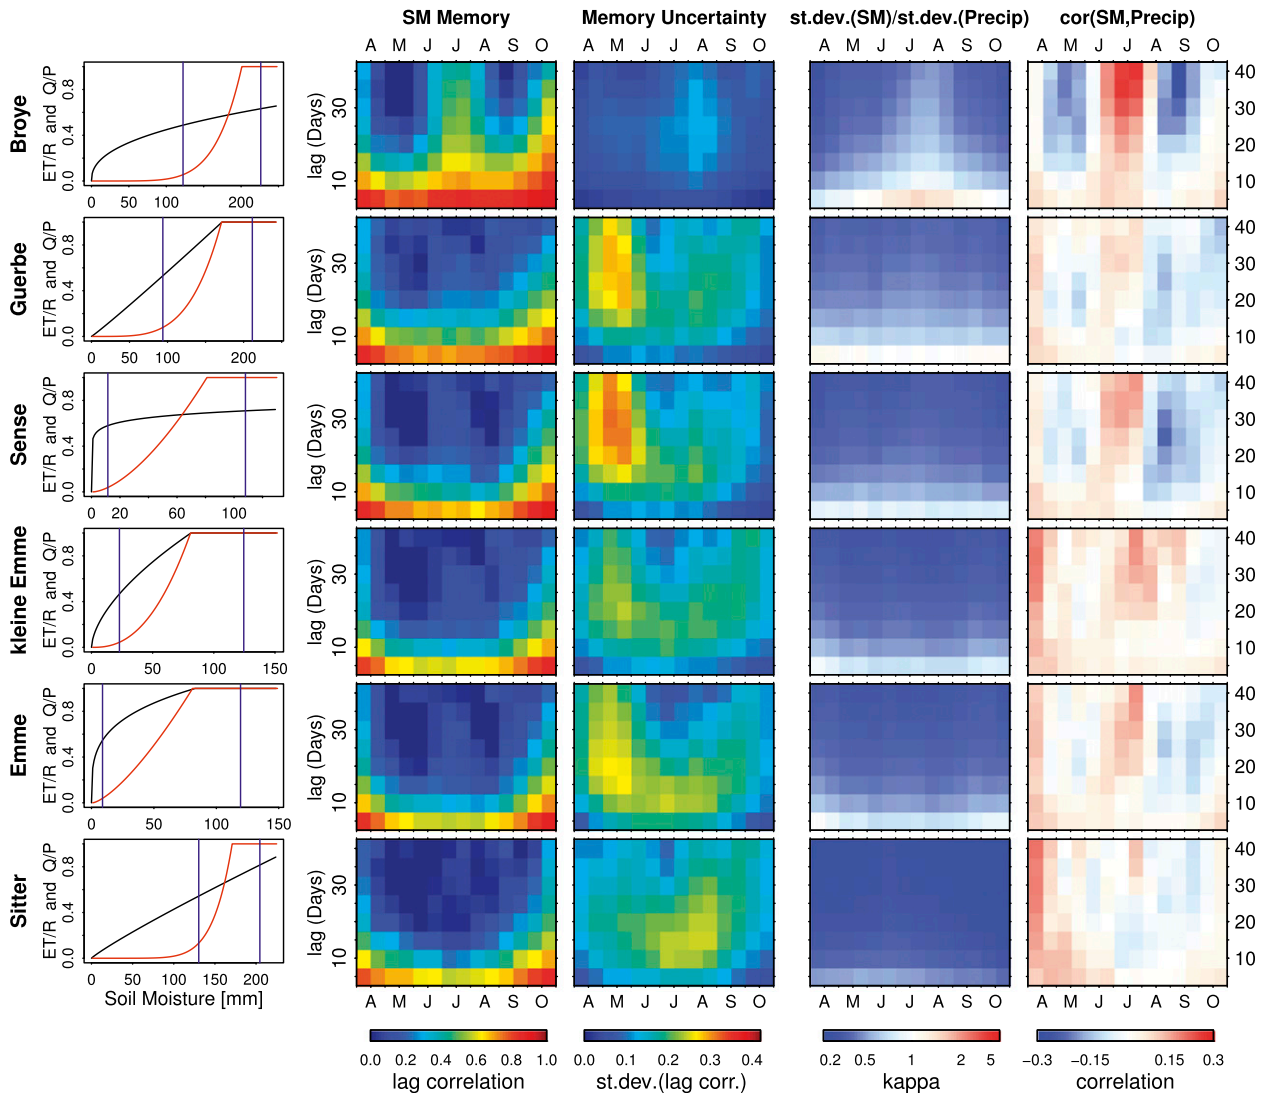 SM Memory Memory Uncertainty st.dev.(SM)/st.dev.(Precip) cor(SM,Precip)
A M J J A S O A M J J A S O A M J J A S O A M J J A S O
Broye
ET/R and Q/P
0.0 0.4 0.8
0 100 200
lag (Days)
10 30
40
30
20
10
Guerbe
ET/R and Q/P
0.0 0.4 0.8
0 50 100 200
lag (Days)
10 30
40
30
20
10
Sense
ET/R and Q/P
0.0 0.4 0.8
0 20 60 100
lag (Days)
10 30
40
30
20
10
kleine Emme
ET/R and Q/P
0.0 0.4 0.8
0 50 100 150
lag (Days)
10 30
40
30
20
10
Emme
ET/R and Q/P
0.0 0.4 0.8
0 50 100 150
lag (Days)
10 30
40
30
20
10
Sitter
ET/R and Q/P
0.0 0.4 0.8
0 50 100 150 200
Soil Moisture [mm]
lag (Days)
10 30
40
30
20
10
A M J J A S O A M J J A S O A M J J A S O A M J J A S O
0.0 0.2 0.4 0.6 0.8 1.0
lag correlation
0.0 0.1 0.2 0.3 0.4
st.dev.(lag corr.)
0.2 0.5 1 2 5
kappa
−0.3 −0.15 0.15 0.3
correlation